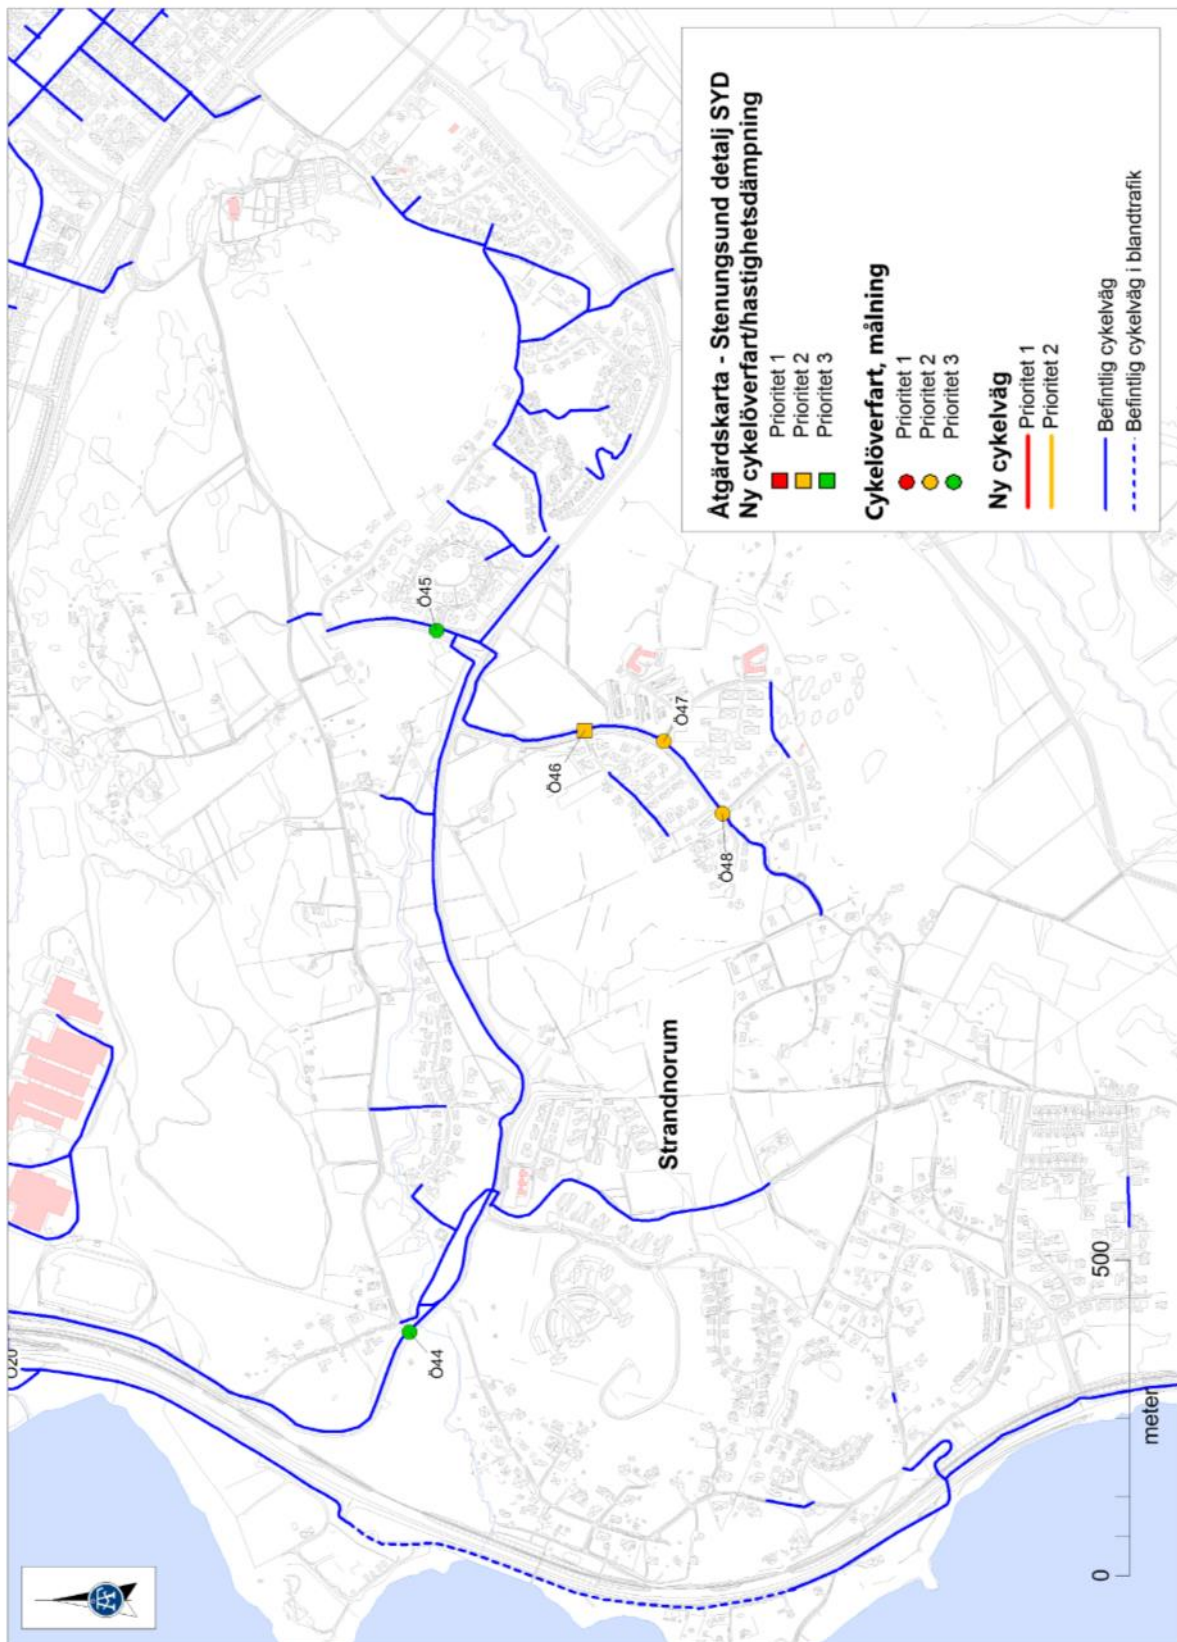 Åtgärdskarta - Stenungsund detalj SYD
Ny cykelöverfart/hastighetsdämpning
Prioritet 1
Prioritet 2
Prioritet 3
Cykelöverfart, målning
Prioritet 1
Prioritet 2
Prioritet 3
Ny cykelväg
Prioritet 1
Prioritet 2
Befintlig cykelväg
Befintlig cykelväg i blandtrafik
Ö45
Ö46
Ö47
Ö48
Strandnorum
Ö44
0 500
meter